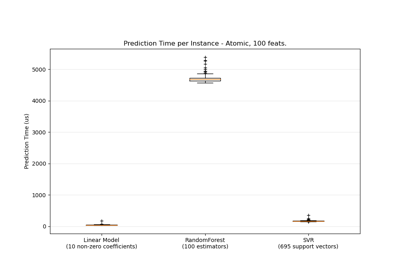 Prediction Time per Instance - Atomic, 100 feats.
5000
4000
3000
2000
1000
0
Prediction Time (us)
Linear Model
(10 non-zero coefficients)
RandomForest
(100 estimators)
SVR
(695 support vectors)